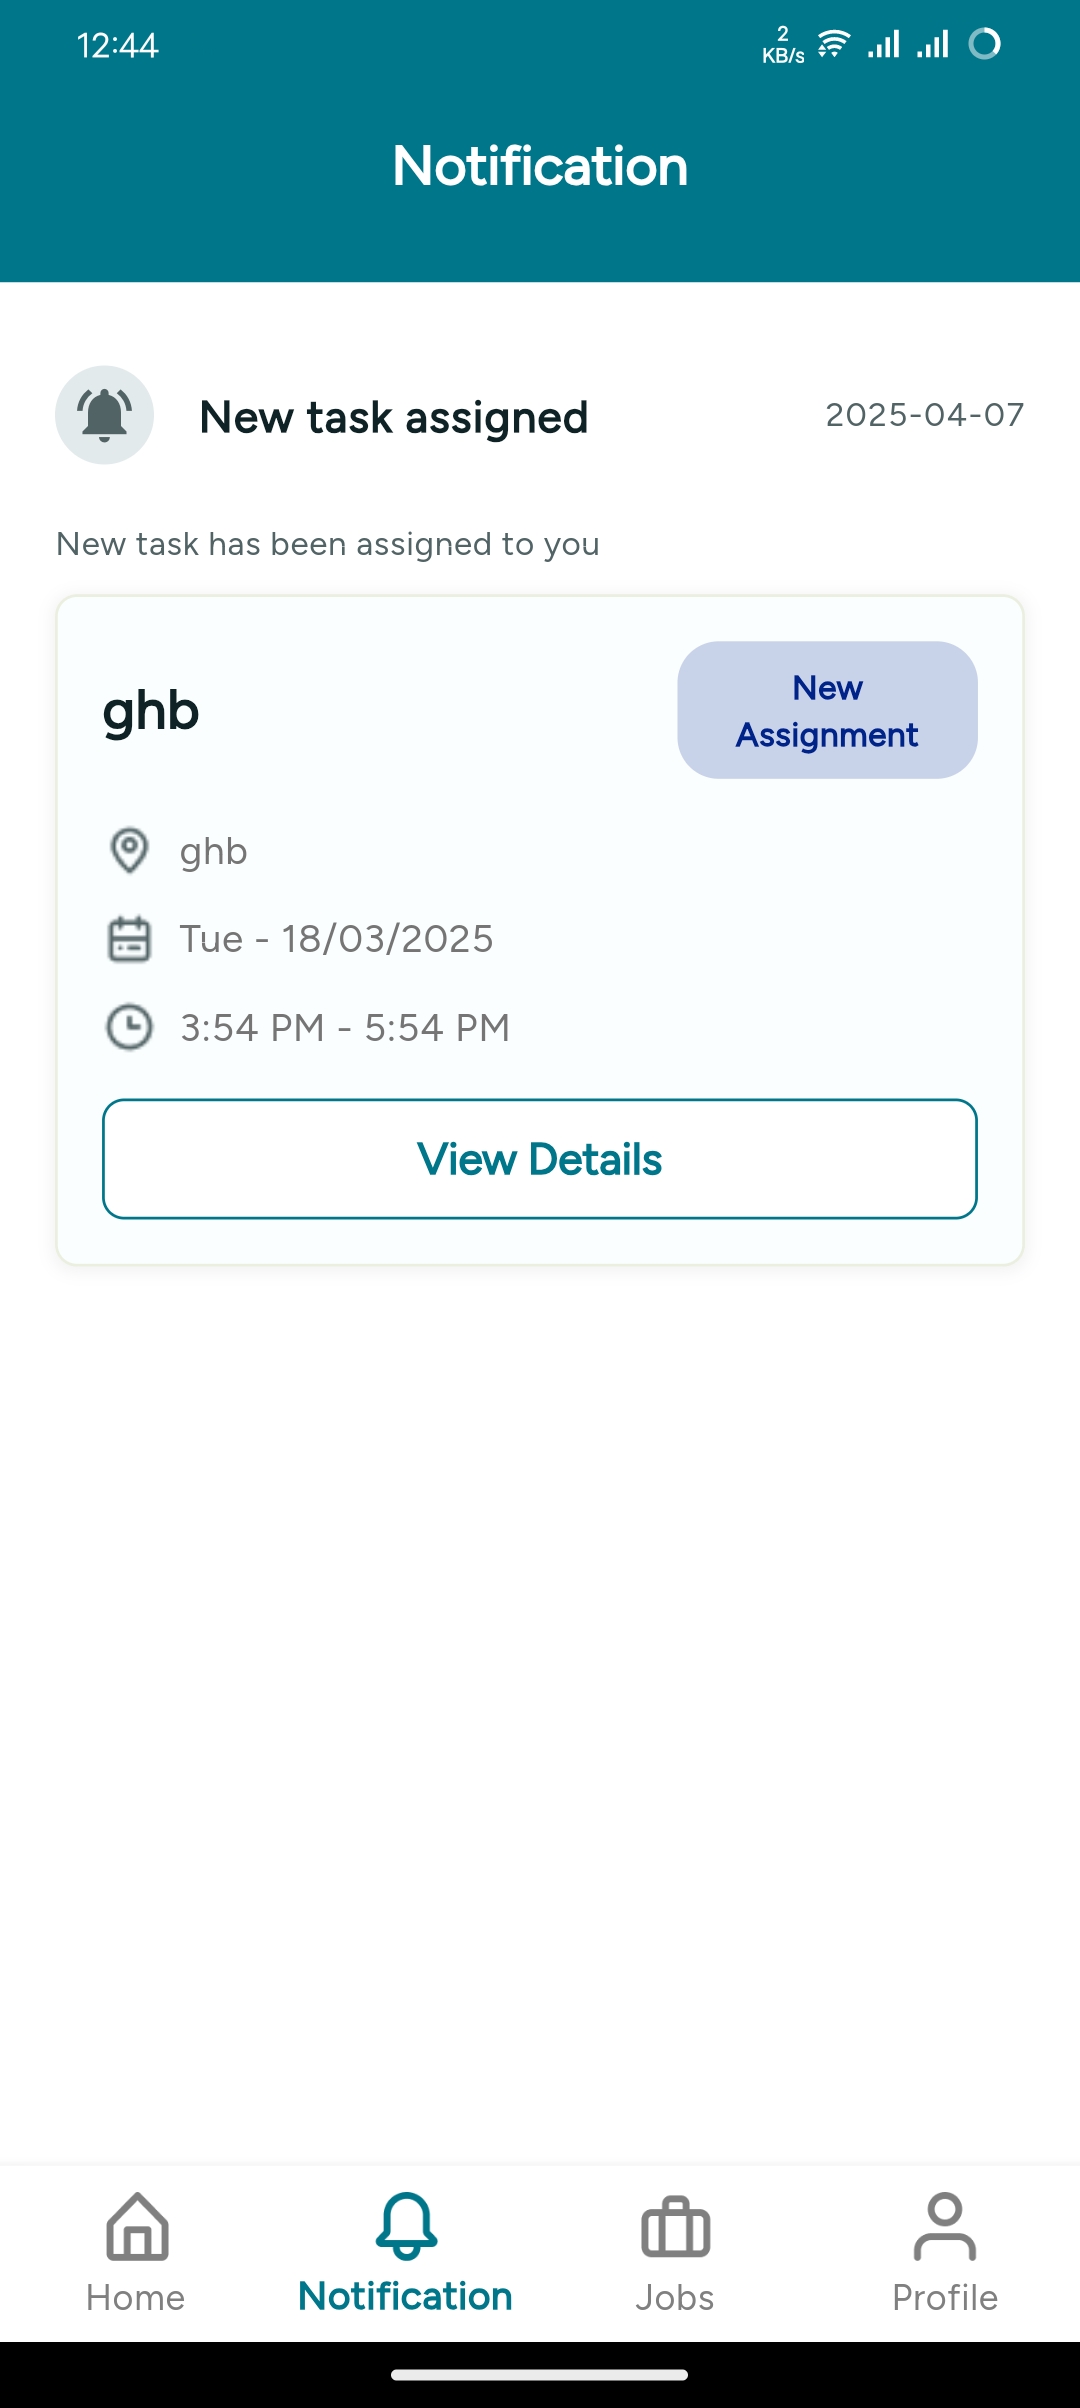 12:44
2
KB/s
Notification
New task assigned
2025-04-07
New task has been assigned to you
ghb
New
Assignment
ghb
Tue - 18/03/2025
3:54 PM - 5:54 PM
View Details
Home
Notification
Jobs
Profile